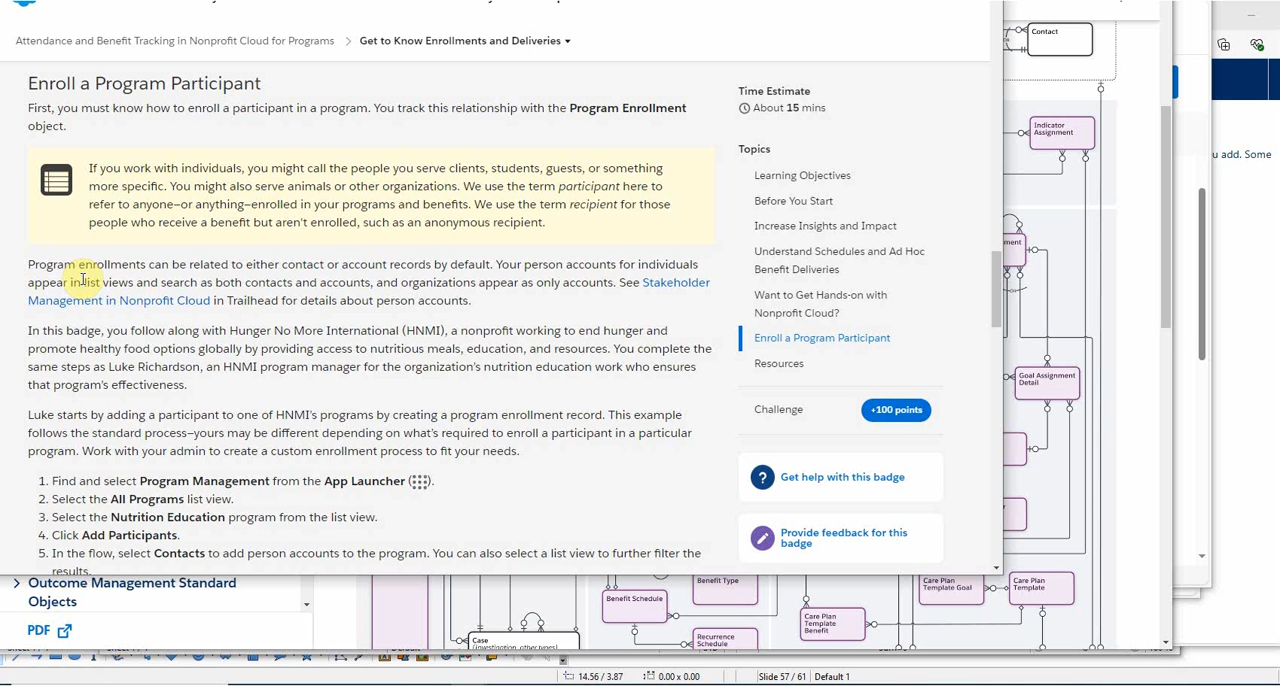 Attendance and Benefit Tracking in Nonprofit Cloud for Programs > Get to Know Enrollments and Deliveries
Enroll a Program Participant
First, you must know how to enroll a participant in a program. You track this relationship with the Program Enrollment
object.
If you work with individuals, you might call the people you serve clients, students, guests, or something
more specific. You might also serve animals or other organizations. We use the term participant here to
refer to anyone—or anything—enrolled in your programs and benefits. We use the term recipient for those
people who receive a benefit but aren't enrolled, such as an anonymous recipient.
Program enrollments can be related to either contact or account records by default. Your person accounts for individuals
appear in list views and search as both contacts and accounts, and organizations appear as only accounts. See Stakeholder
Management in Nonprofit Cloud in Trailhead for details about person accounts.
In this badge, you follow along with Hunger No More International (HNMI), a nonprofit working to end hunger and
promote healthy food options globally by providing access to nutritious meals, education, and resources. You complete the
same steps as Luke Richardson, an HNMI program manager for the organization's nutrition education work who ensures
that program's effectiveness.
Luke starts by adding a participant to one of HNMI's programs by creating a program enrollment record. This example
follows the standard process—yours may be different depending on what's required to enroll a participant in a particular
program. Work with your admin to create a custom enrollment process to fit your needs.
1. Find and select Program Management from the App Launcher ( ).
2. Select the All Programs list view.
3. Select the Nutrition Education program from the list view.
4. Click Add Participants.
5. In the flow, select Contacts to add person accounts to the program. You can also select a list view to further filter the
results.
Time Estimate
About 15 mins
Topics
Learning Objectives
Before You Start
Increase Insights and Impact
Understand Schedules and Ad Hoc
Benefit Deliveries
Want to Get Hands-on with
Nonprofit Cloud?
Enroll a Program Participant
Resources
Challenge
+100 points
Get help with this badge
Provide feedback for this
badge
Contact
Indicator
Assignment
ment
Goal Assignment
Detail
u add. Some
Outcome Management Standard
Objects
PDF
Case
(investigation, other types)
Benefit Schedule
Benefit Type
Recurrence
Schedule
Care Plan
Template
Benefit
Care Plan
Template Goal
Care Plan
Template
14.56 / 3.87
0.00 x 0.00
Slide 57 / 61
Default 1